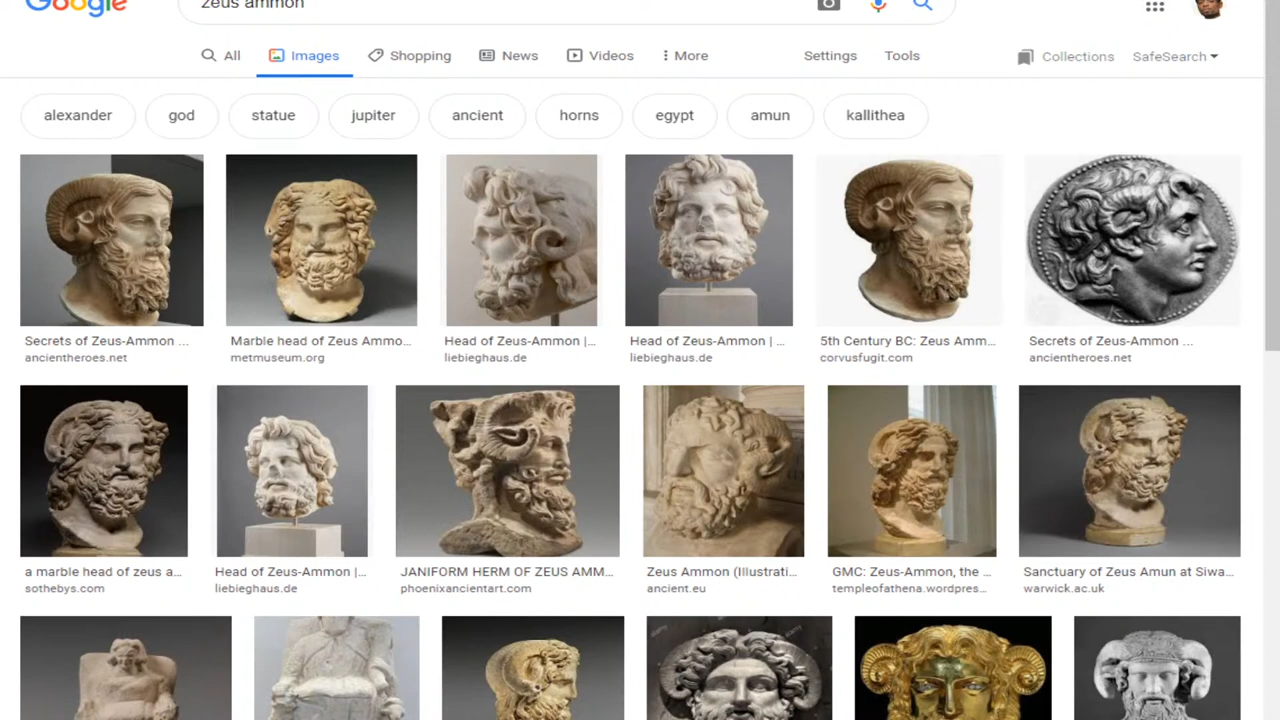 Google
zeus ammon
All Images Shopping News Videos More Settings Tools Collections SafeSearch
alexander god statue jupiter ancient horns egypt amun kallithea
Secrets of Zeus-Ammon ... Marble head of Zeus Ammo... Head of Zeus-Ammon |... Head of Zeus-Ammon | ... 5th Century BC: Zeus Amm... Secrets of Zeus-Ammon ...
ancientheroes.net metmuseum.org liebieghaus.de liebieghaus.de corvusfugit.com ancientheroes.net
a marble head of zeus a... Head of Zeus-Ammon |... JANIFORM HERM OF ZEUS AMM... Zeus Ammon (Illustrati... GMC: Zeus-Ammon, the ... Sanctuary of Zeus Amun at Siwa...
sothebys.com liebieghaus.de phoenixancientart.com ancient.eu templeofathena.wordpres... warwick.ac.uk